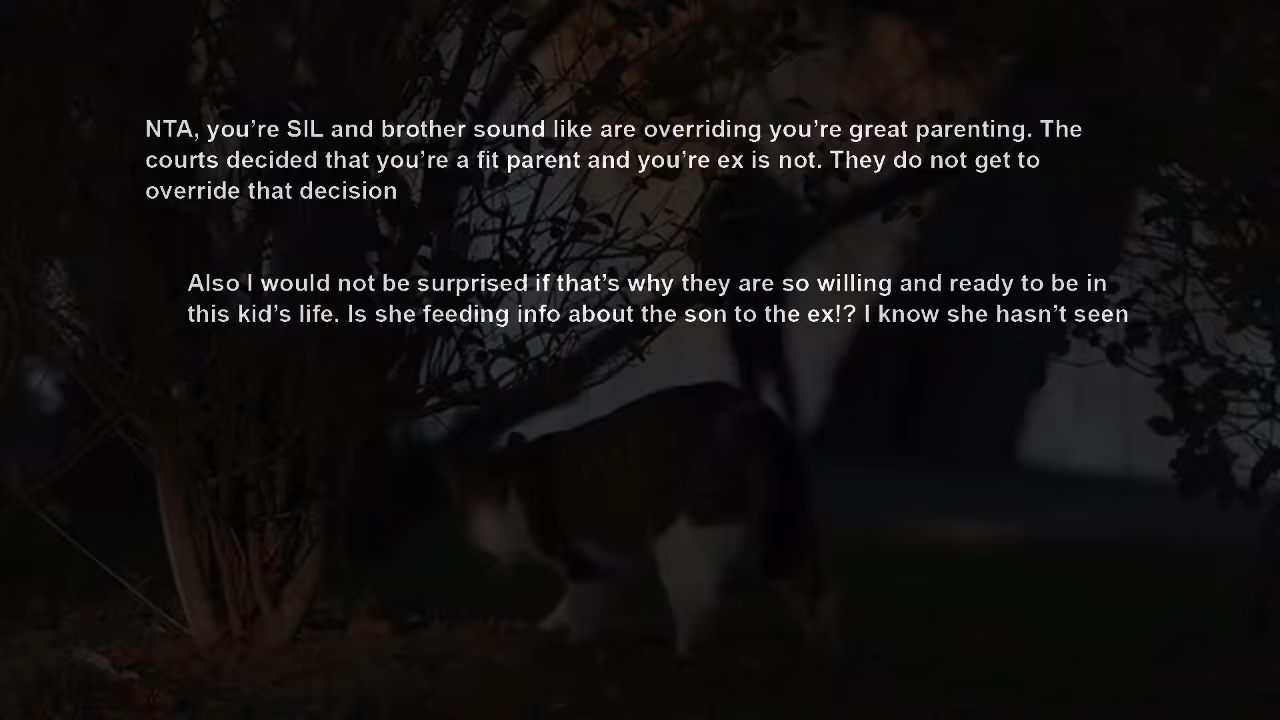 NTA, you’re SIL and brother sound like are overriding you’re great parenting. The
courts decided that you’re a fit parent and you’re ex is not. They do not get to
override that decision
Also I would not be surprised if that’s why they are so willing and ready to be in
this kid’s life. Is she feeding info about the son to the ex!? I know she hasn’t seen